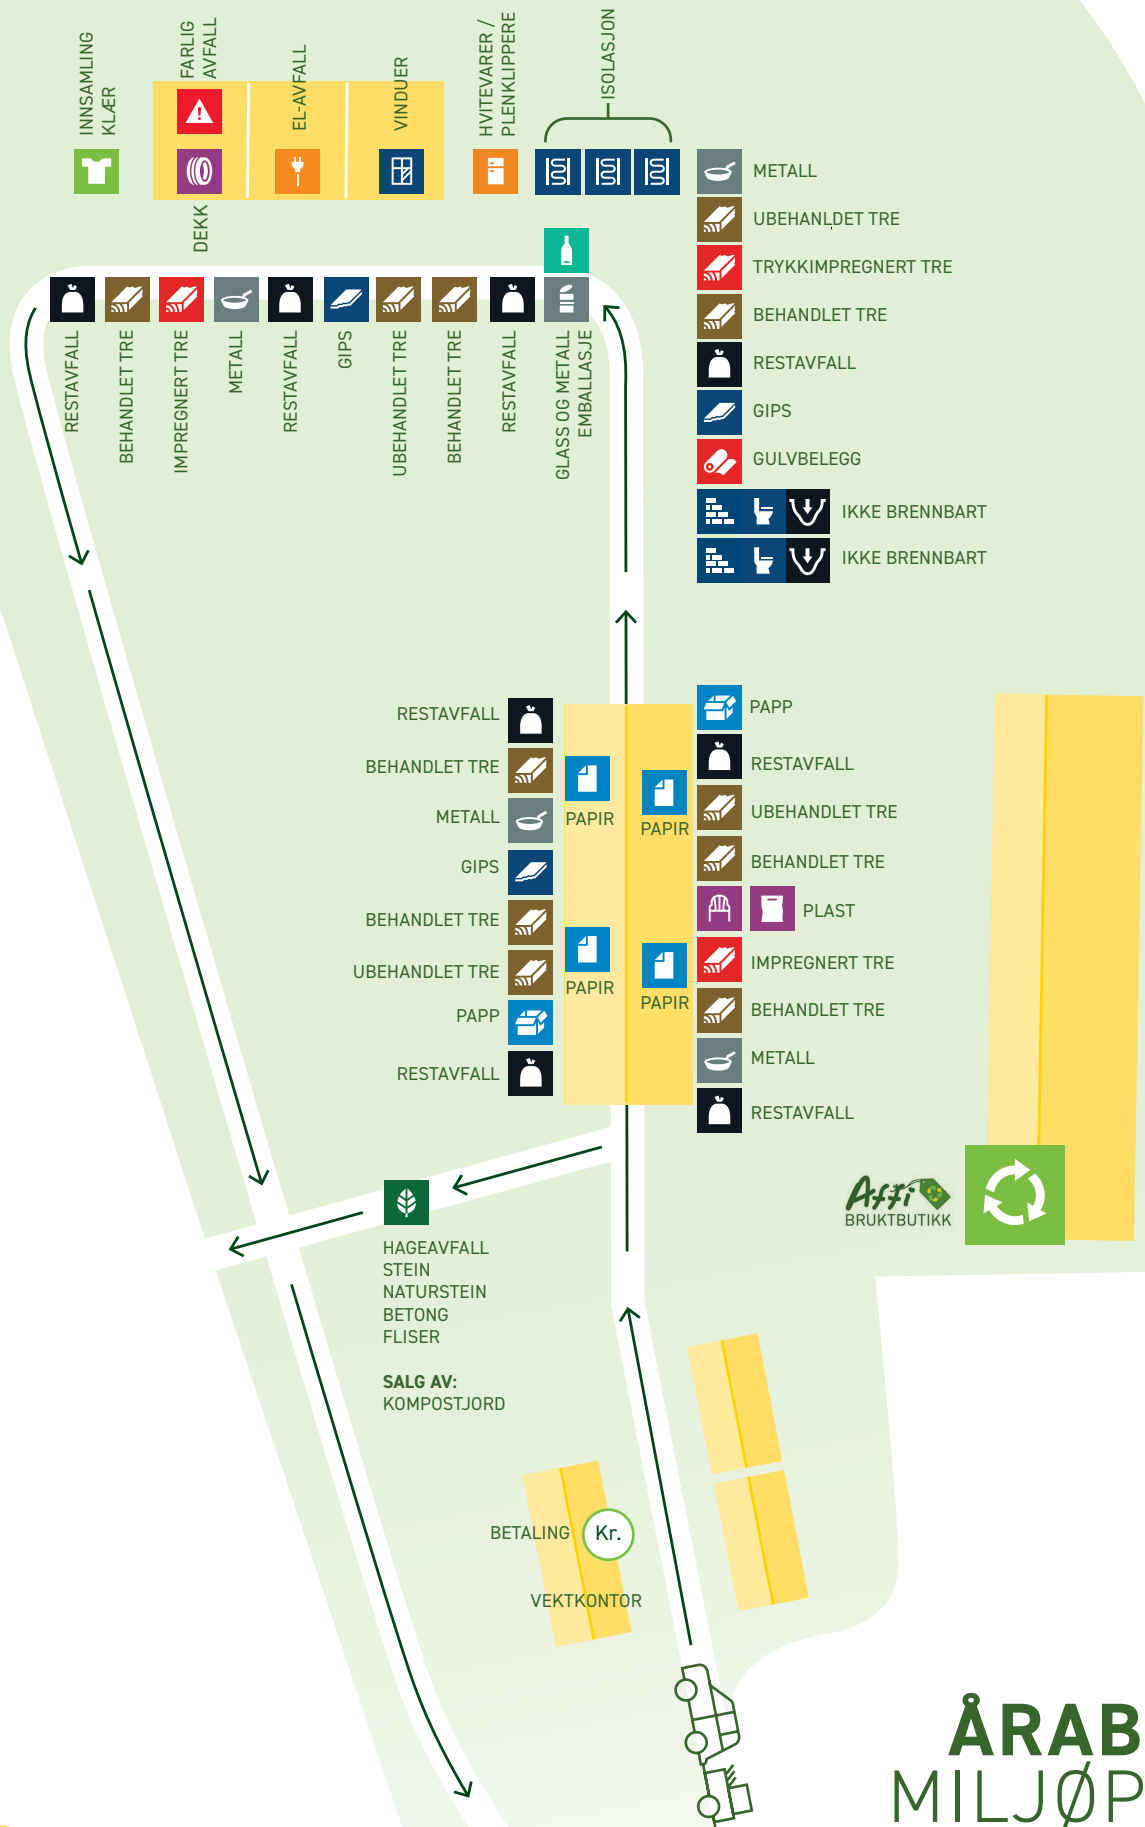 INNSAMLING
KLÆR
FARLIG
AVFALL
EL-AVFALL
VINDUER
HVITEVARER /
PLENKLIPPERE
ISOLASJON
DEKK
METALL
UBEHANLDET TRE
TRYKKIMPREGNERT TRE
BEHANDLET TRE
RESTAVFALL
GIPS
GULVBELEGG
IKKE BRENNBART
IKKE BRENNBART
RESTAVFALL
BEHANDLET TRE
IMPREGNERT TRE
METALL
RESTAVFALL
GIPS
UBEHANDLET TRE
BEHANDLET TRE
RESTAVFALL
GLASS OG METALL
EMBALLASJE
RESTAVFALL
BEHANDLET TRE
METALL
GIPS
BEHANDLET TRE
UBEHANDLET TRE
PAPP
RESTAVFALL
PAPIR
PAPIR
PAPIR
PAPIR
PAPP
RESTAVFALL
UBEHANDLET TRE
BEHANDLET TRE
PLAST
IMPREGNERT TRE
BEHANDLET TRE
METALL
RESTAVFALL
Affi
BRUKTBUTIKK
HAGEAVFALL
STEIN
NATURSTEIN
BETONG
FLISER
SALG AV:
KOMPOSTJORD
BETALING
Kr.
VEKTKONTOR
ÅRAB
MILJØP